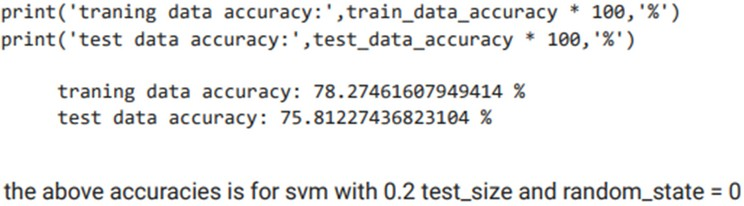 print('traning data accuracy:',train_data_accuracy * 100,'%')
print('test data accuracy:',test_data_accuracy * 100,'%')
traning data accuracy: 78.27461607949414 %
test data accuracy: 75.81227436823104 %
the above accuracies is for svm with 0.2 test_size and random_state = 0